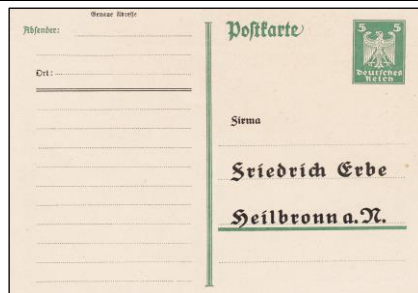 Genaue Adresse
Absender:
Ort:
Postkarte
5 5
Deutsches
Reich
Firma
Friedrich Erbe
Heilbronn a. N.